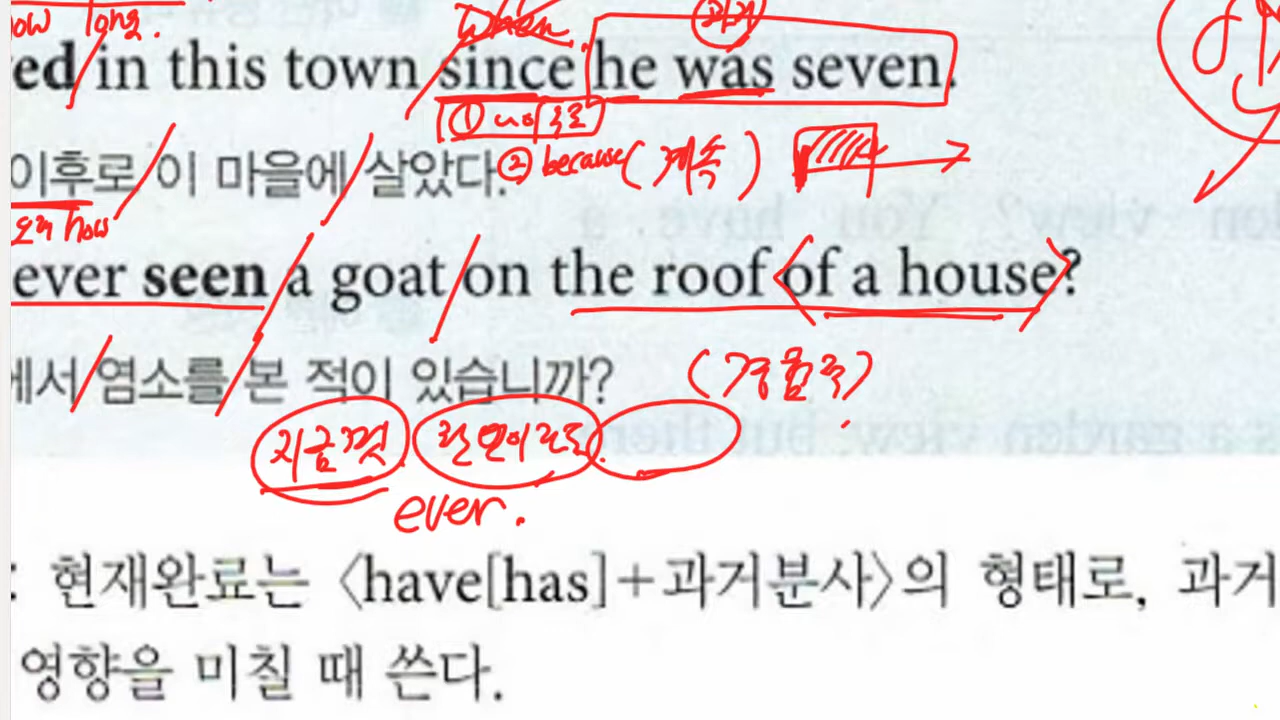 ow long.
when
과거
ed in this town since he was seven.
① ~이후로
② because (계속)
이후로 이 마을에 살았다.
how
ever seen a goat on the roof of a house?
에서 염소를 본 적이 있습니까?
(경험적)
지금껏 한번이라도
ever.
: 현재완료는 〈have[has]+과거분사〉의 형태로, 과거
영향을 미칠 때 쓴다.